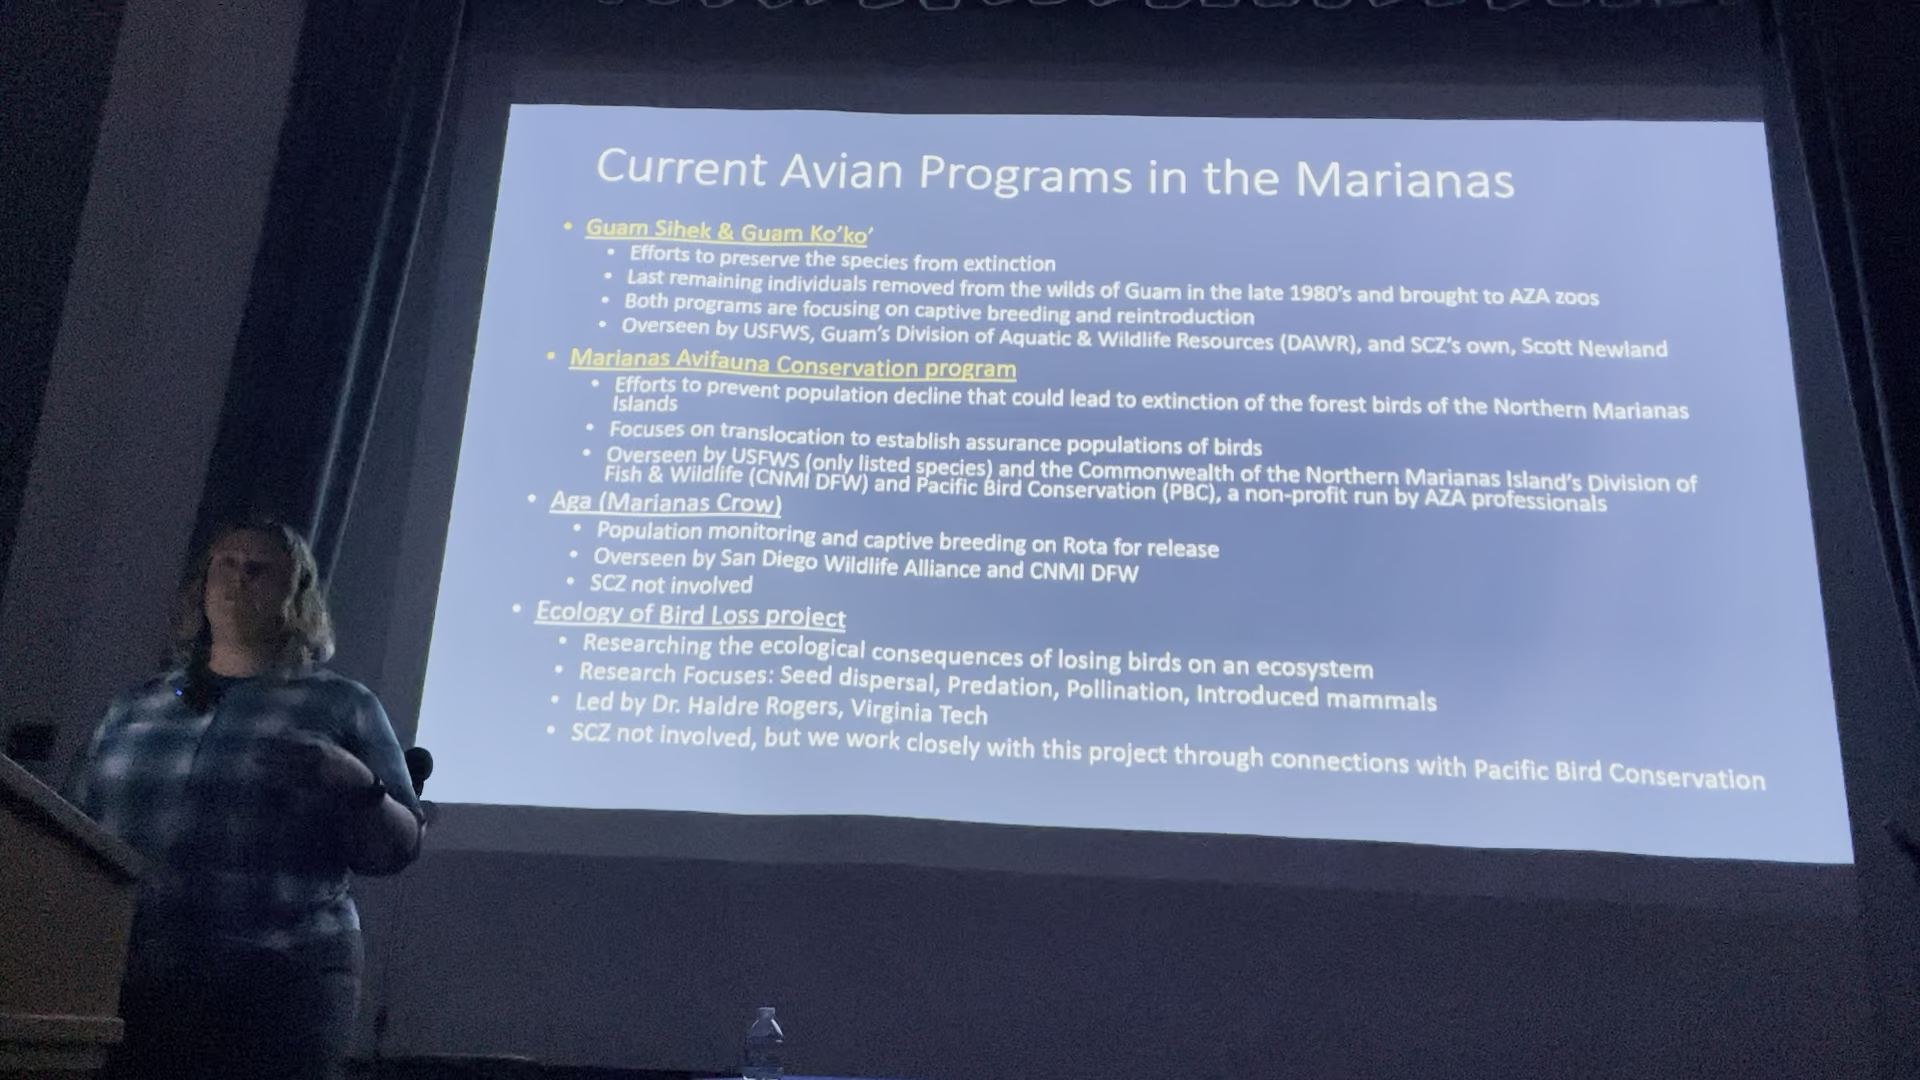 Current Avian Programs in the Marianas
• Guam Sihek & Guam Ko'ko'
• Efforts to preserve the species from extinction
• Last remaining individuals removed from the wilds of Guam in the late 1980's and brought to AZA zoos
• Both programs are focusing on captive breeding and reintroduction
• Overseen by USFWS, Guam's Division of Aquatic & Wildlife Resources (DAWR), and SCZ's own, Scott Newland
• Marianas Avifauna Conservation program
• Efforts to prevent population decline that could lead to extinction of the forest birds of the Northern Marianas
Islands
• Focuses on translocation to establish assurance populations of birds
• Overseen by USFWS (only listed species) and the Commonwealth of the Northern Marianas Island's Division of
Fish & Wildlife (CNMI DFW) and Pacific Bird Conservation (PBC), a non-profit run by AZA professionals
• Aga (Marianas Crow)
• Population monitoring and captive breeding on Rota for release
• Overseen by San Diego Wildlife Alliance and CNMI DFW
• SCZ not involved
• Ecology of Bird Loss project
• Researching the ecological consequences of losing birds on an ecosystem
• Research Focuses: Seed dispersal, Predation, Pollination, Introduced mammals
• Led by Dr. Haldre Rogers, Virginia Tech
• SCZ not involved, but we work closely with this project through connections with Pacific Bird Conservation